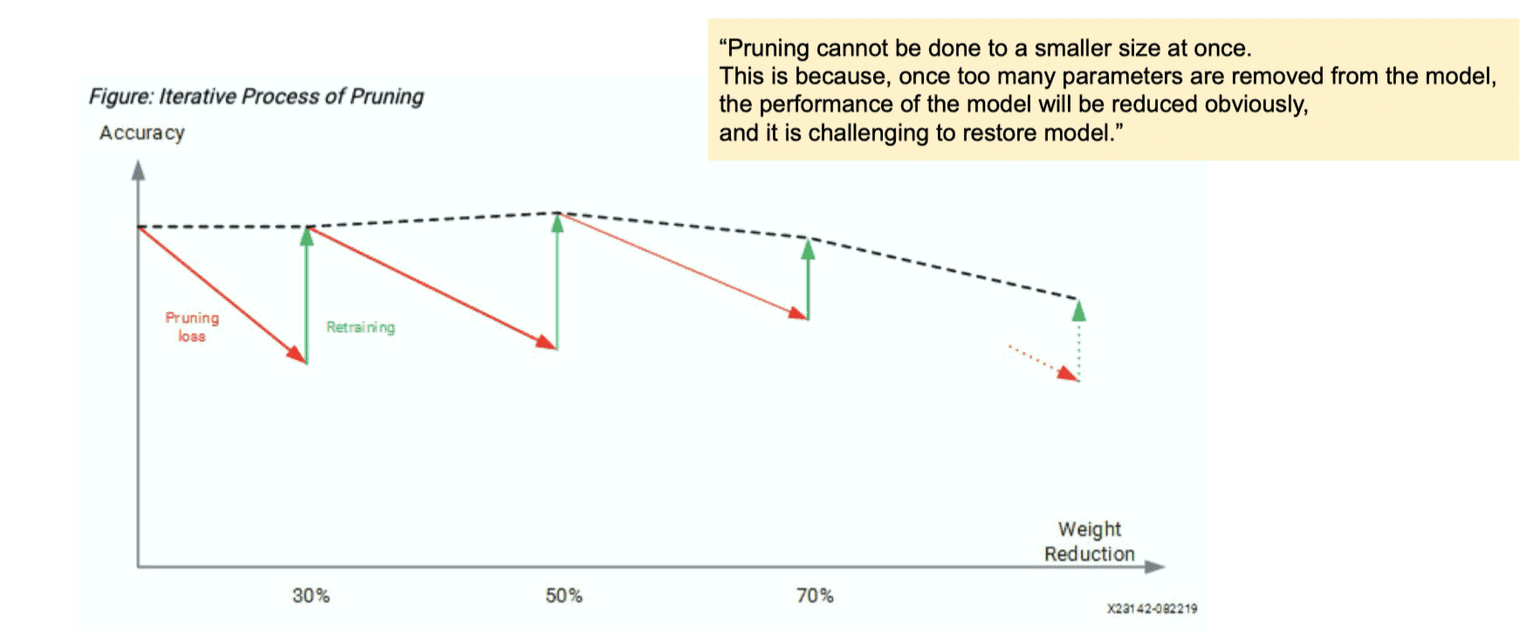 “Pruning cannot be done to a smaller size at once.
This is because, once too many parameters are removed from the model,
the performance of the model will be reduced obviously,
and it is challenging to restore model.”
Figure: Iterative Process of Pruning
Accuracy
Pruning
loss
Retraining
Weight
Reduction
30%
50%
70%
X23142-082219